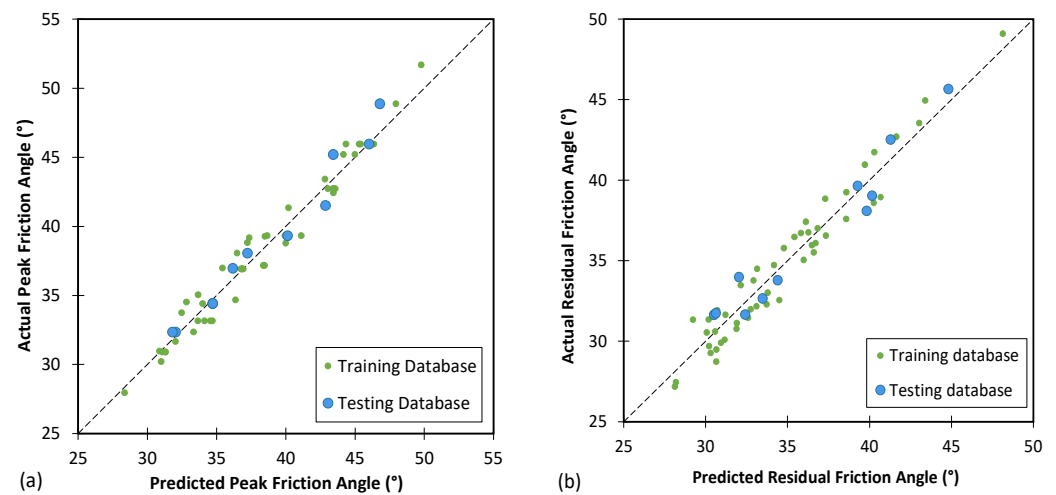 55
50
45
40
35
30
25
Actual Peak Friction Angle (°)
25 30 35 40 45 50 55
Predicted Peak Friction Angle (°)
Training Database
Testing Database
(a)
50
45
40
35
30
25
Actual Residual Friction Angle (°)
25 30 35 40 45 50
Predicted Residual Friction Angle (°)
Training database
Testing database
(b)